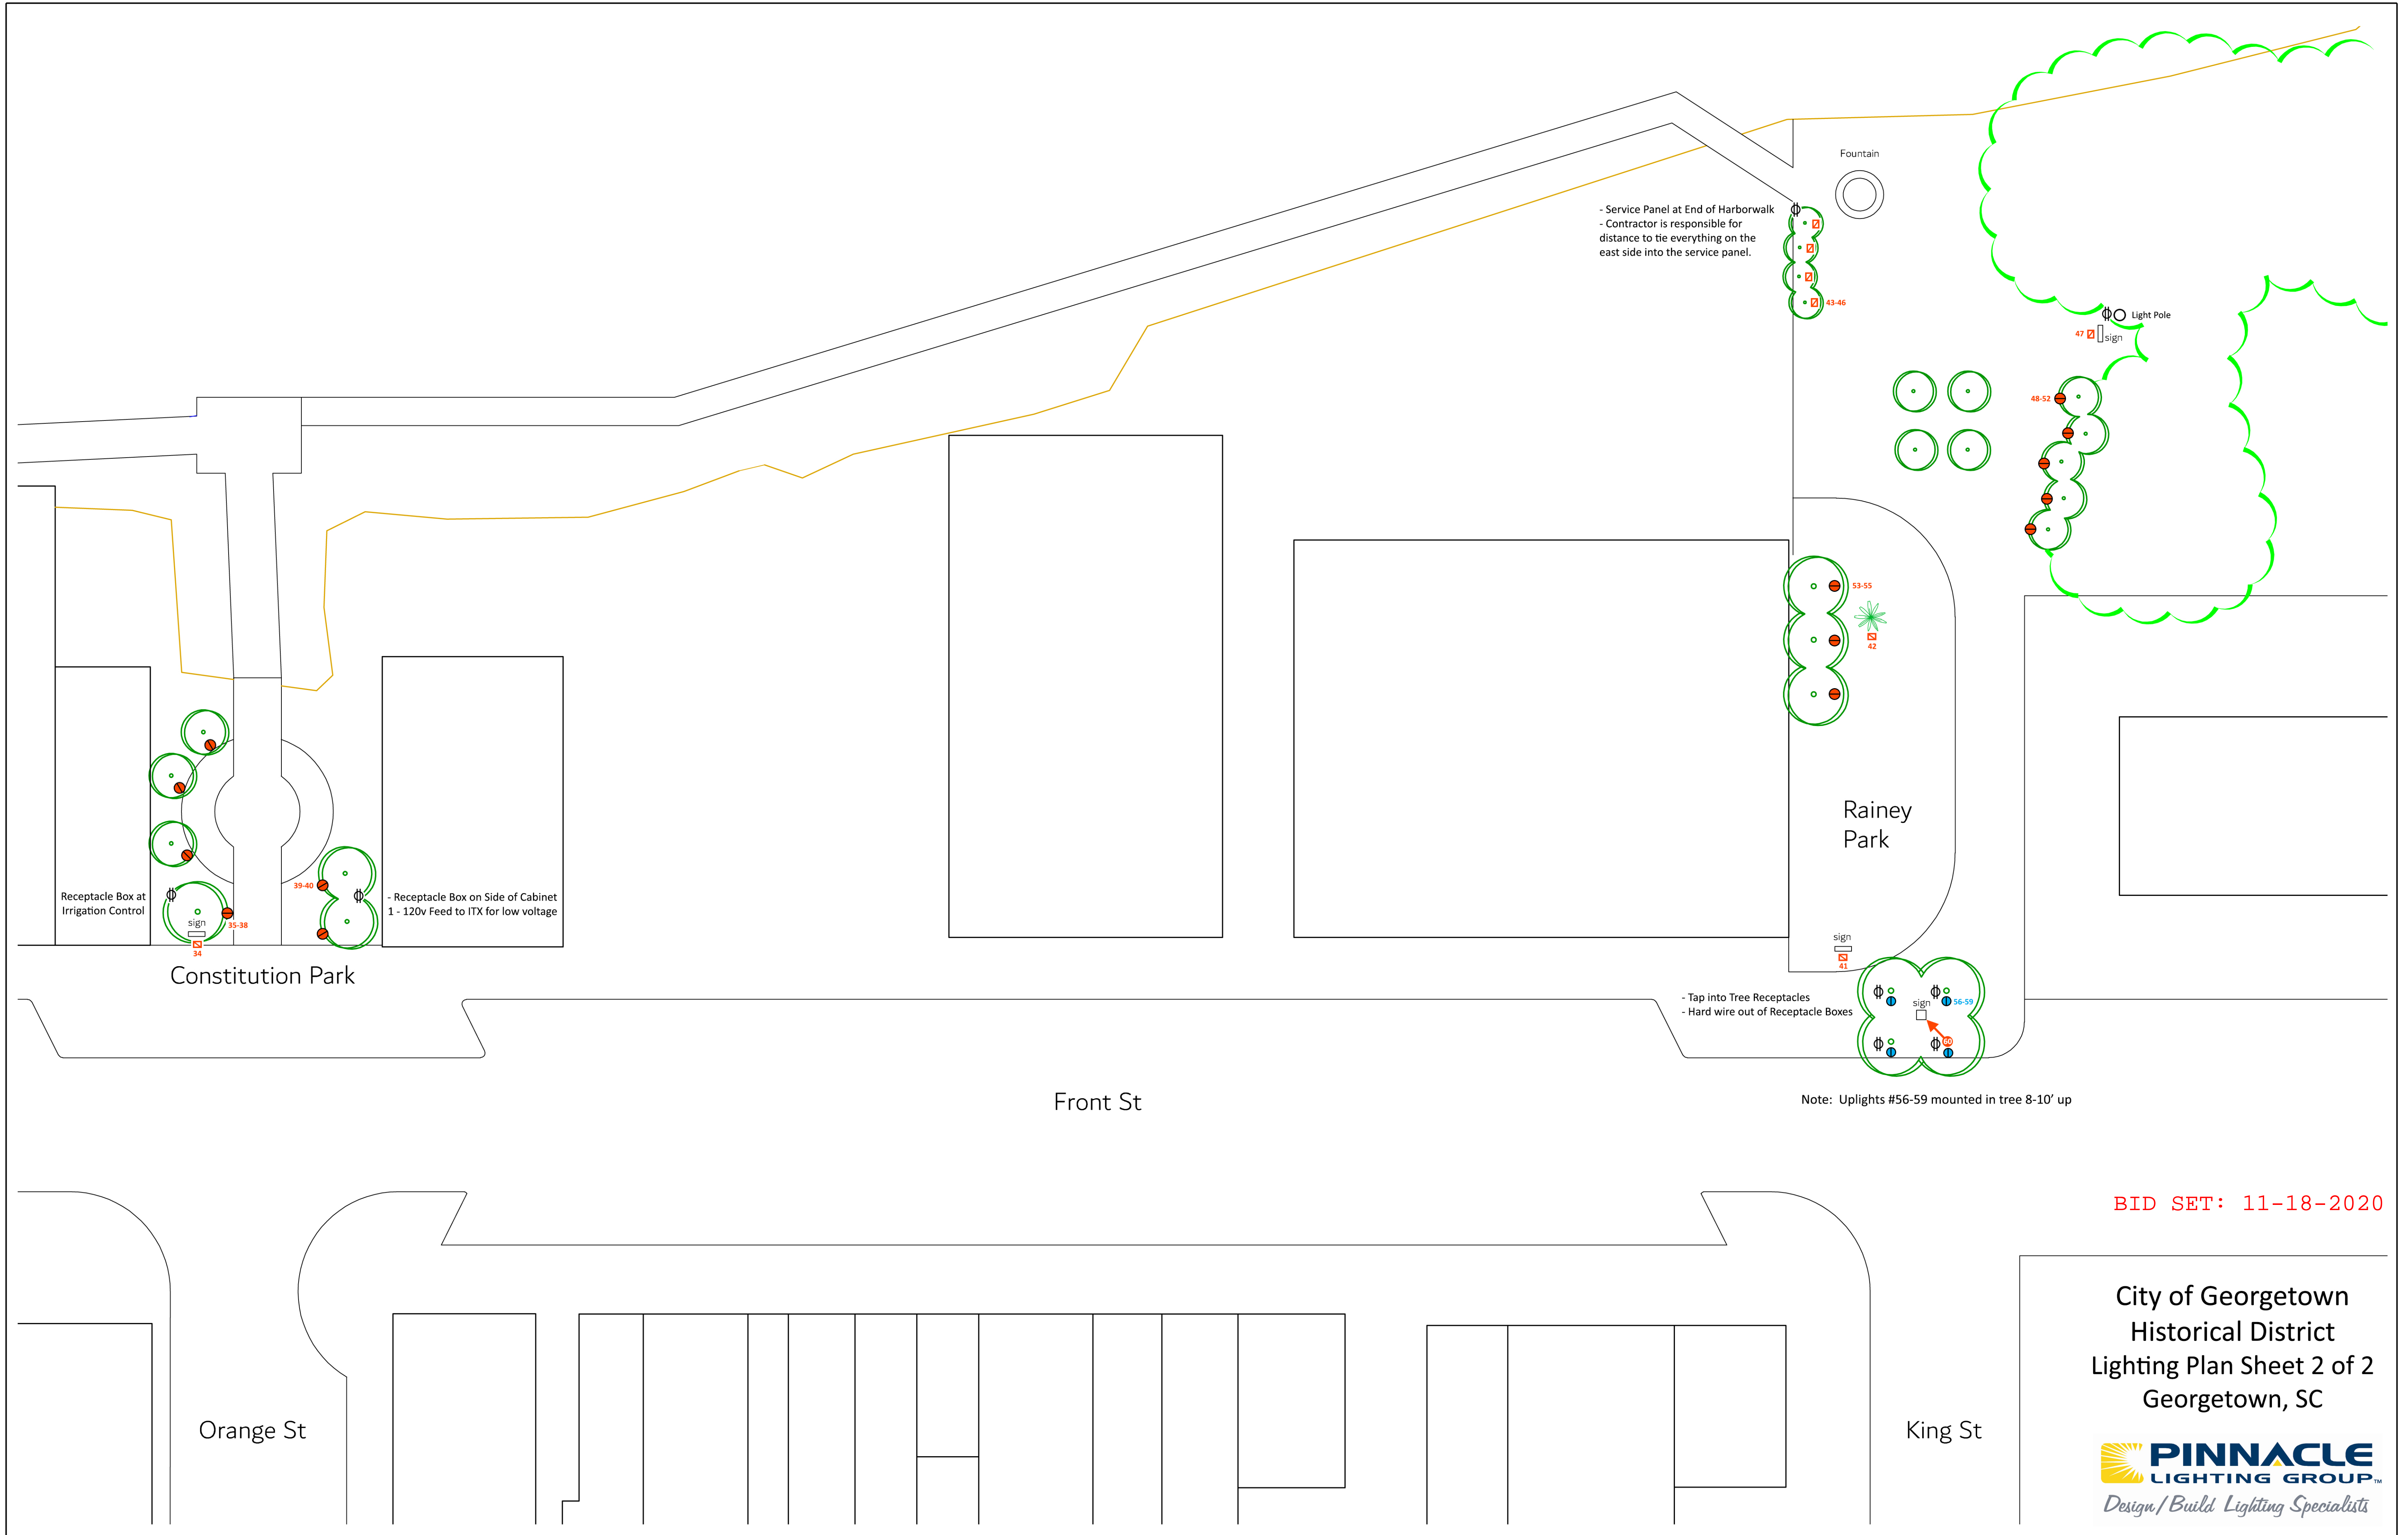 Fountain
- Service Panel at End of Harborwalk
- Contractor is responsible for
distance to tie everything on the
east side into the service panel.
43-46
Light Pole
47
sign
48-52
53-55
42
Rainey
Park
Receptacle Box at
Irrigation Control
39-40
- Receptacle Box on Side of Cabinet
1 - 120v Feed to ITX for low voltage
sign
35-38
34
Constitution Park
sign
41
- Tap into Tree Receptacles
- Hard wire out of Receptacle Boxes
sign
56-59
60
Front St
Note: Uplights #56-59 mounted in tree 8-10’ up
BID SET: 11-18-2020
City of Georgetown
Historical District
Lighting Plan Sheet 2 of 2
Georgetown, SC
Orange St
King St
PINNACLE
LIGHTING GROUP™
Design/Build Lighting Specialists